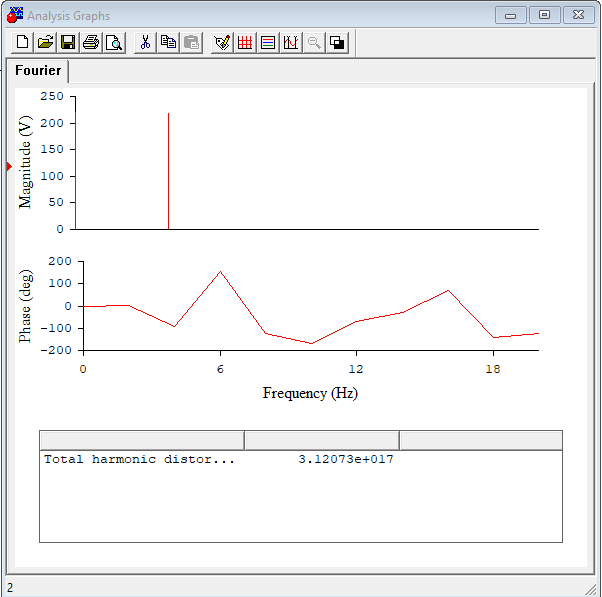 Analysis Graphs
Fourier
Magnitude (V)
250
200
150
100
50
0
Phase (deg)
200
100
0
-100
-200
0 6 12 18
Frequency (Hz)
Total harmonic distor... 3.12073e+017
2